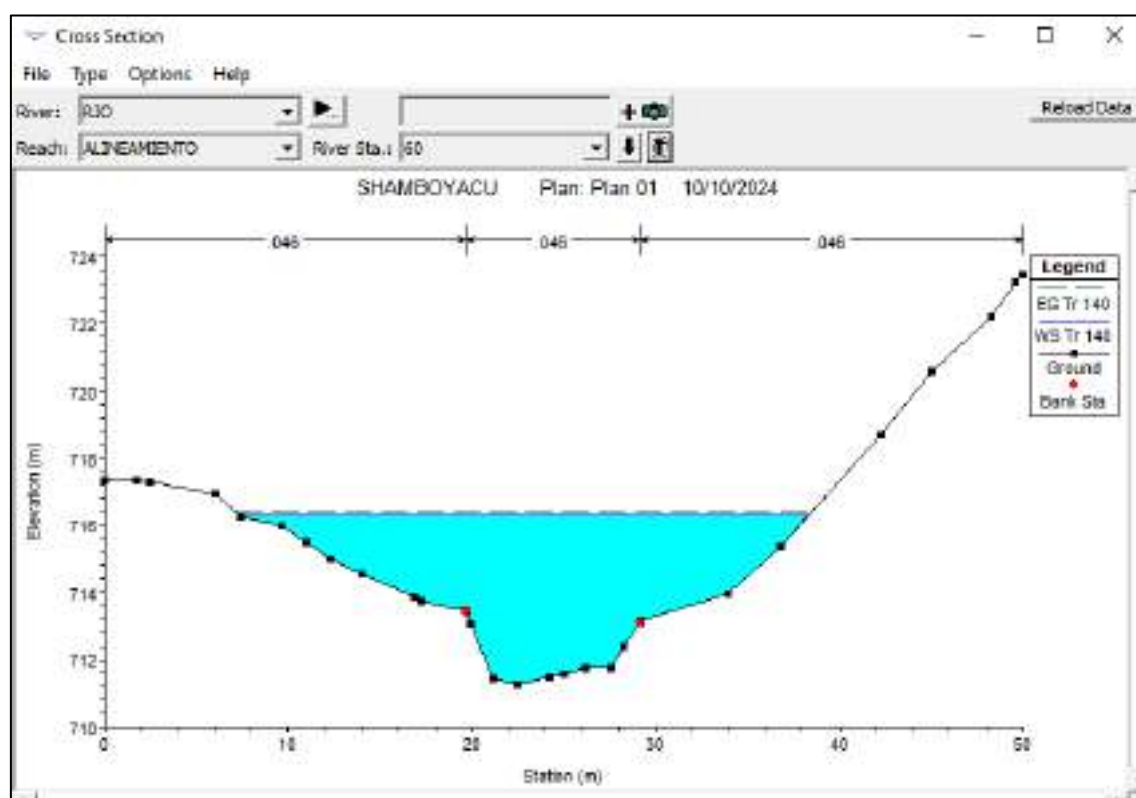 Cross Section
File Type Options Help
River: RIO Reload Data
Reach: ALINEAMIENTO River Sta.: 60
SHAMBOYACU Plan: Plan 01 10/10/2024
.046 .046 .046
Legend
EG Tr 140
WS Tr 140
Ground
Bank Sta
Elevation (m)
724
722
720
718
716
714
712
710
0 10 20 30 40 50
Station (m)